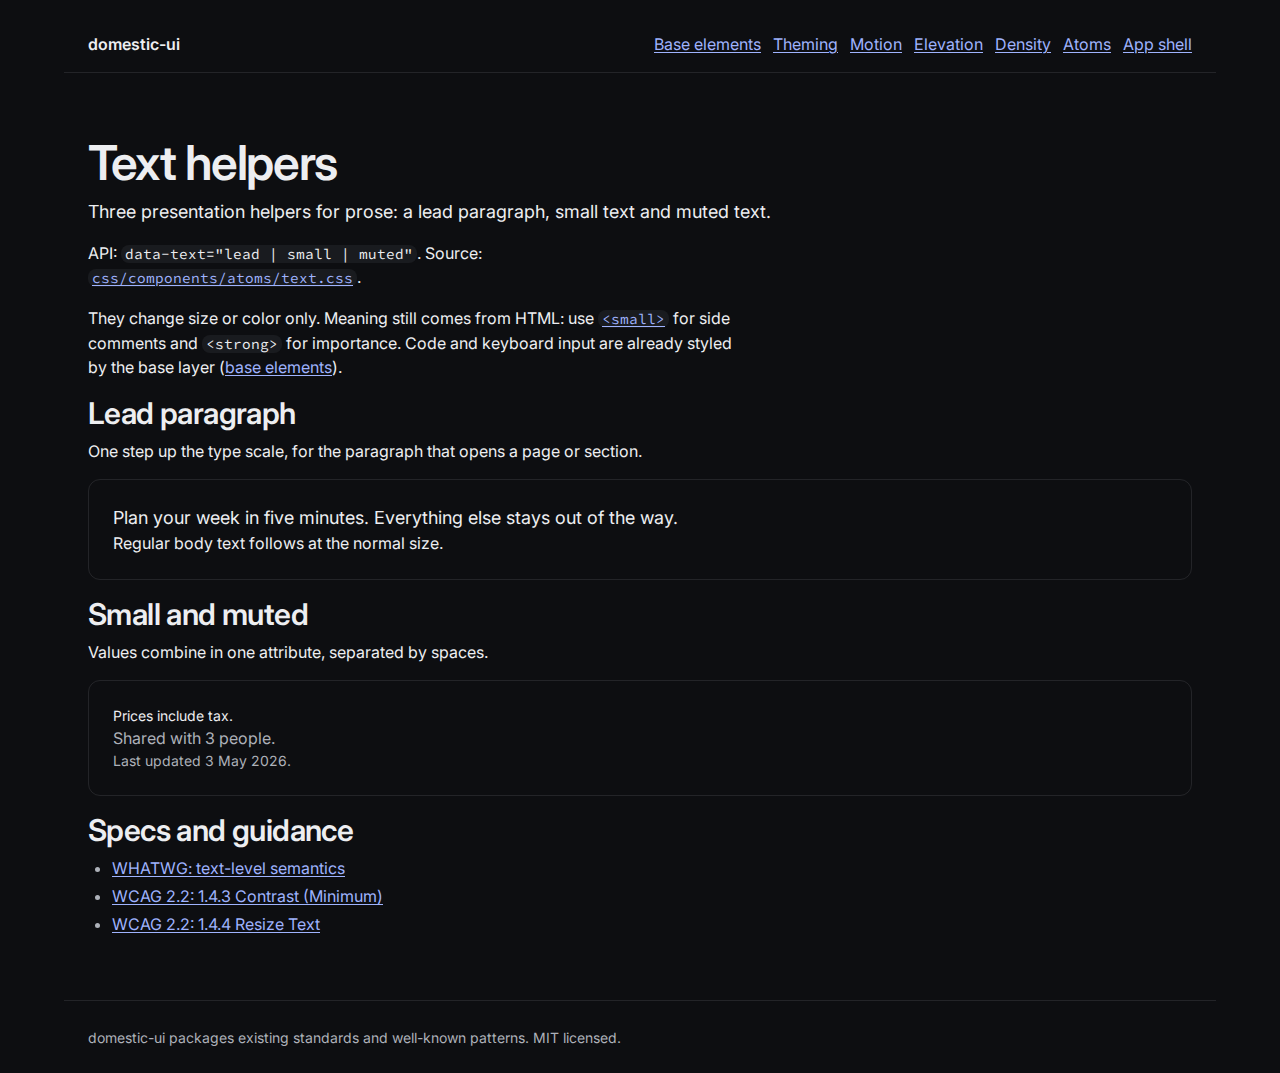 domestic-ui
Base elements Theming Motion Elevation Density Atoms App shell
Text helpers
Three presentation helpers for prose: a lead paragraph, small text and muted text.
API: data-text="lead | small | muted". Source:
css/components/atoms/text.css.
They change size or color only. Meaning still comes from HTML: use <small> for side
comments and <strong> for importance. Code and keyboard input are already styled
by the base layer (base elements).
Lead paragraph
One step up the type scale, for the paragraph that opens a page or section.
Plan your week in five minutes. Everything else stays out of the way.
Regular body text follows at the normal size.
Small and muted
Values combine in one attribute, separated by spaces.
Prices include tax.
Shared with 3 people.
Last updated 3 May 2026.
Specs and guidance
WHATWG: text-level semantics
WCAG 2.2: 1.4.3 Contrast (Minimum)
WCAG 2.2: 1.4.4 Resize Text
domestic-ui packages existing standards and well-known patterns. MIT licensed.